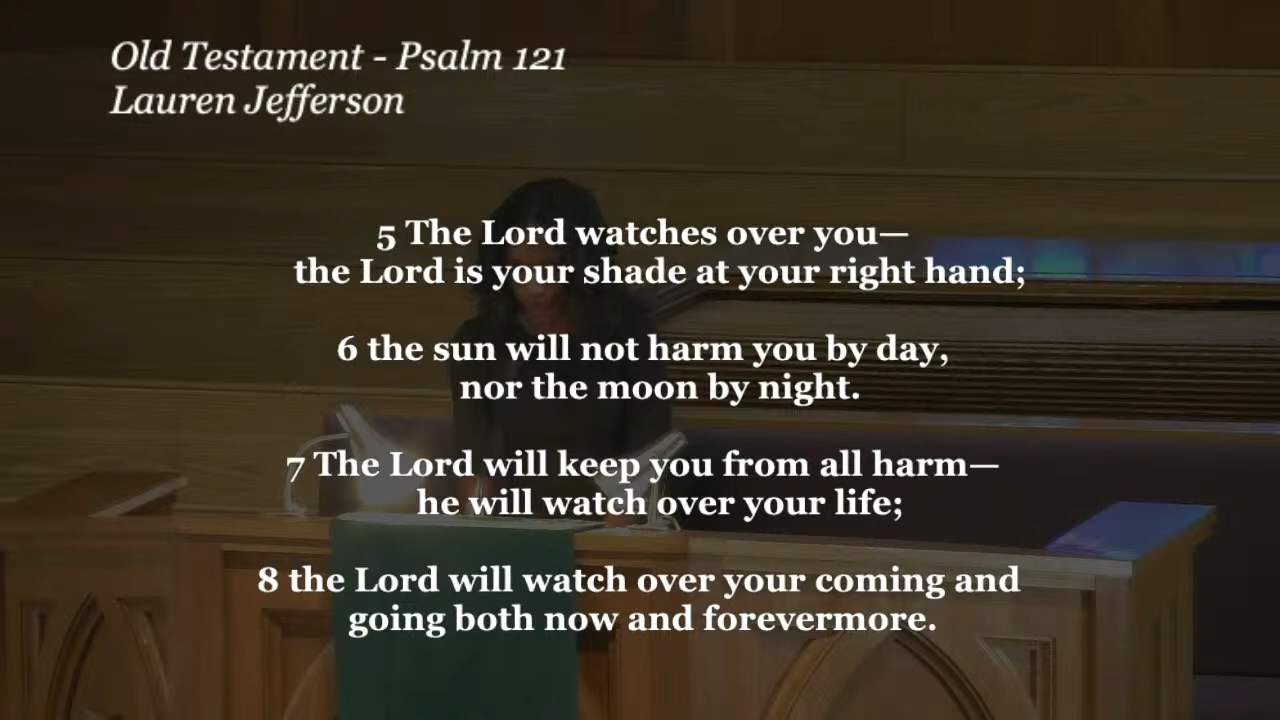 Old Testament - Psalm 121
Lauren Jefferson
5 The Lord watches over you—
the Lord is your shade at your right hand;
6 the sun will not harm you by day,
nor the moon by night.
7 The Lord will keep you from all harm—
he will watch over your life;
8 the Lord will watch over your coming and
going both now and forevermore.